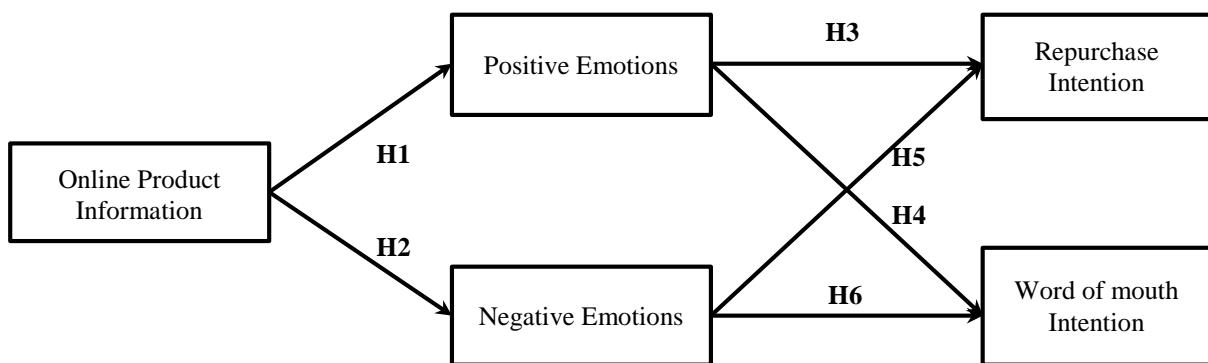 H3
Positive Emotions
Repurchase
Intention
H1
H5
Online Product
Information
H4
H2
H6
Negative Emotions
Word of mouth
Intention